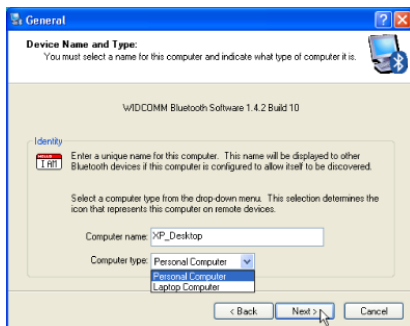 General
Device Name and Type:
You must select a name for this computer and indicate what type of computer it is.
WIDCOMM Bluetooth Software 1.4.2 Build 10
Identity
HELLO
I AM
Enter a unique name for this computer. This name will be displayed to other
Bluetooth devices if this computer is configured to allow itself to be discovered.
Select a computer type from the drop-down menu. This selection determines the
icon that represents this computer on remote devices.
Computer name: XP_Desktop
Computer type: Personal Computer
Personal Computer
Laptop Computer
< Back Next > Cancel